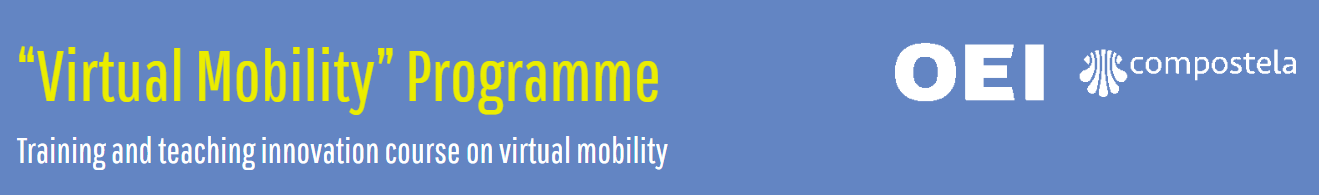 “Virtual Mobility” Programme
Training and teaching innovation course on virtual mobility
OEI
compostela